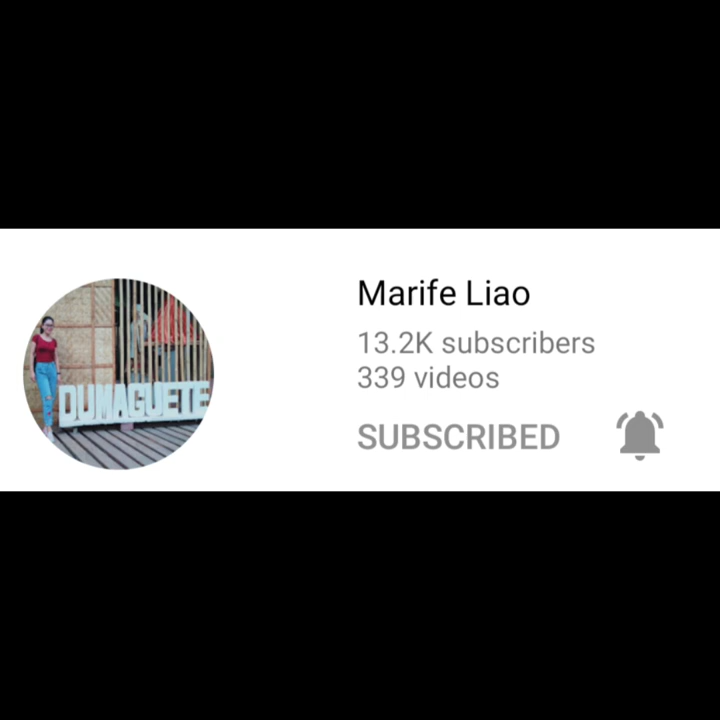 DUMAGUETE
Marife Liao
13.2K subscribers
339 videos
SUBSCRIBED